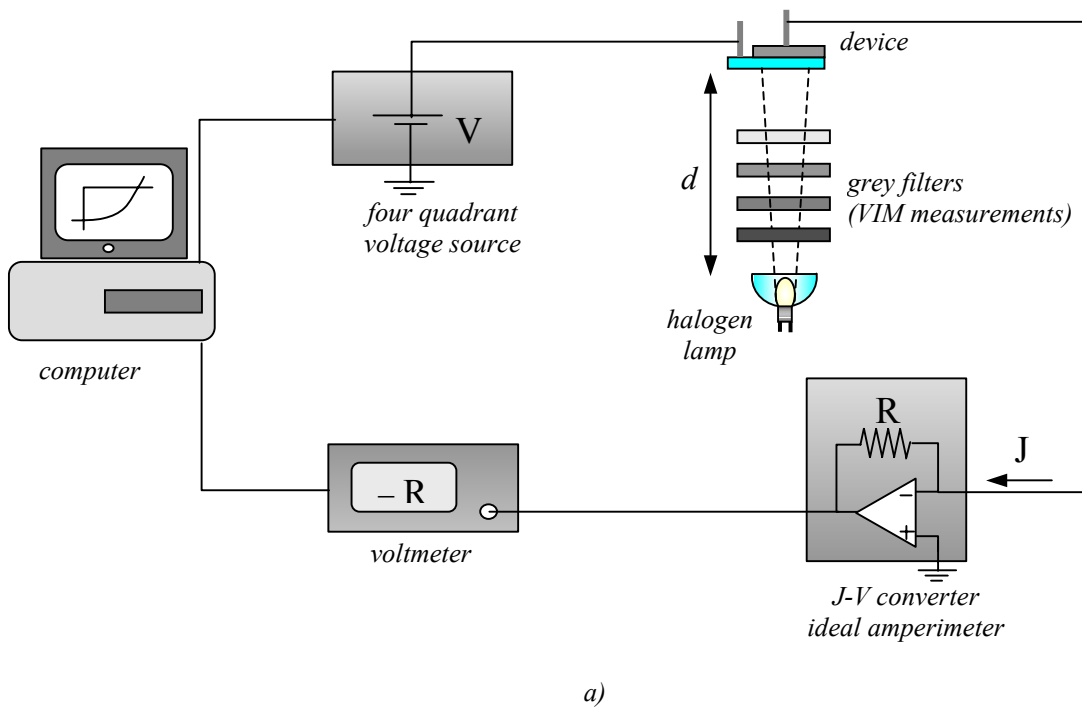 device
V
d
four quadrant
voltage source
grey filters
(VIM measurements)
halogen
lamp
computer
R
J
– R
−
+
voltmeter
J-V converter
ideal amperimeter
a)